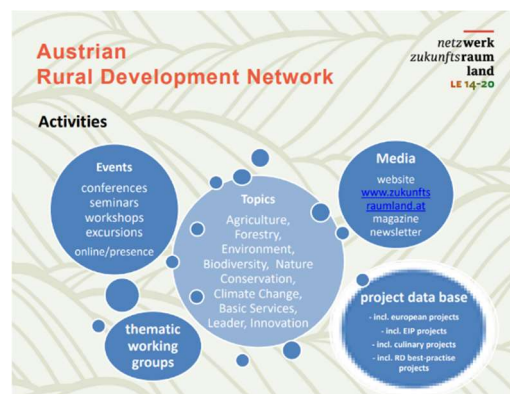 Austrian
Rural Development Network
netzwerk
zukunftsraum
land
LE 14-20
Activities
Events
conferences
seminars
workshops
excursions
online/presence
Topics
Agriculture,
Forestry,
Environment,
Biodiversity, Nature
Conservation,
Climate Change,
Basic Services,
Leader, Innovation
Media
website
www.zukunfts
raumland.at
magazine
newsletter
thematic
working
groups
project data base
- incl. european projects
- incl. EIP projects
- incl. culinary projects
- incl. RD best-practise
projects